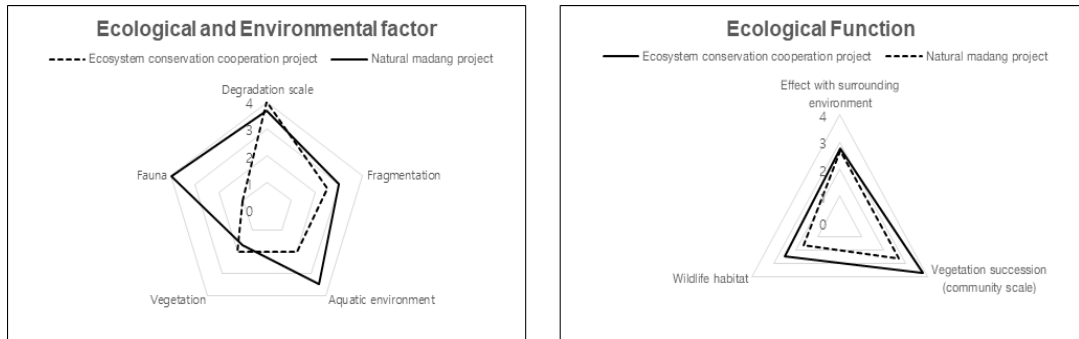 Ecological and Environmental factor
Ecosystem conservation cooperation project
Natural madang project
Degradation scale
4
3
2
1
0
Fauna
Fragmentation
Vegetation
Aquatic environment
Ecological Function
Ecosystem conservation cooperation project
Natural madang project
Effect with surrounding
environment
4
3
2
1
0
Wildlife habitat
Vegetation succession
(community scale)